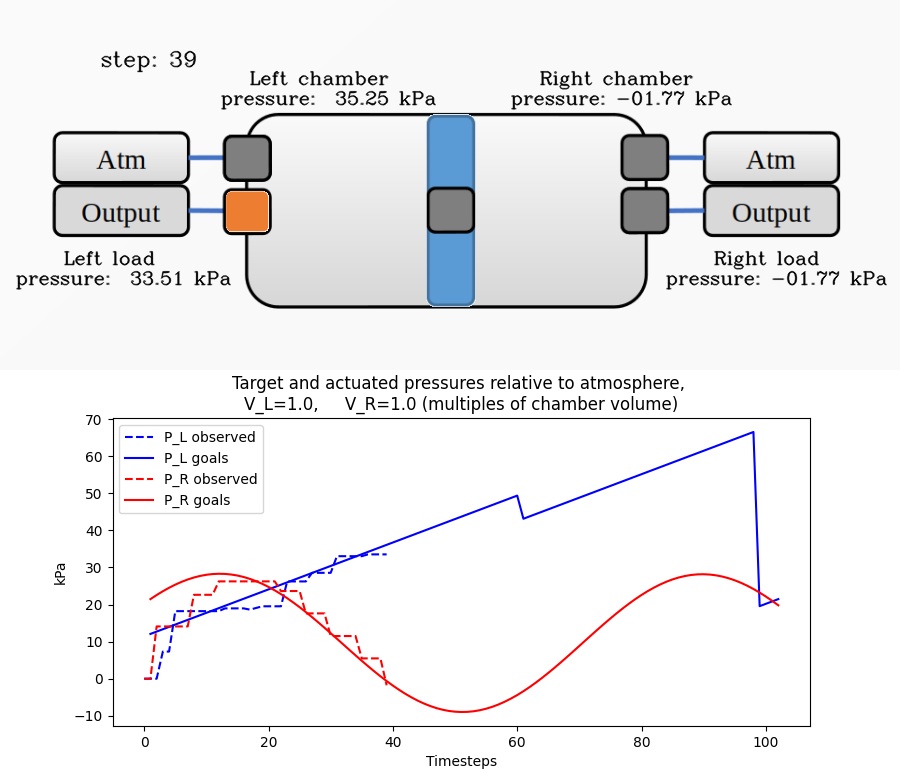 step: 39
Left chamber
pressure:  35.25 kPa
Right chamber
pressure: −01.77 kPa
Atm
Output
Atm
Output
Left load
pressure:  33.51 kPa
Right load
pressure: −01.77 kPa
Target and actuated pressures relative to atmosphere,
V_L=1.0,     V_R=1.0 (multiples of chamber volume)
P_L observed
P_L goals
P_R observed
P_R goals
kPa
70
60
50
40
30
20
10
0
−10
0 20 40 60 80 100
Timesteps